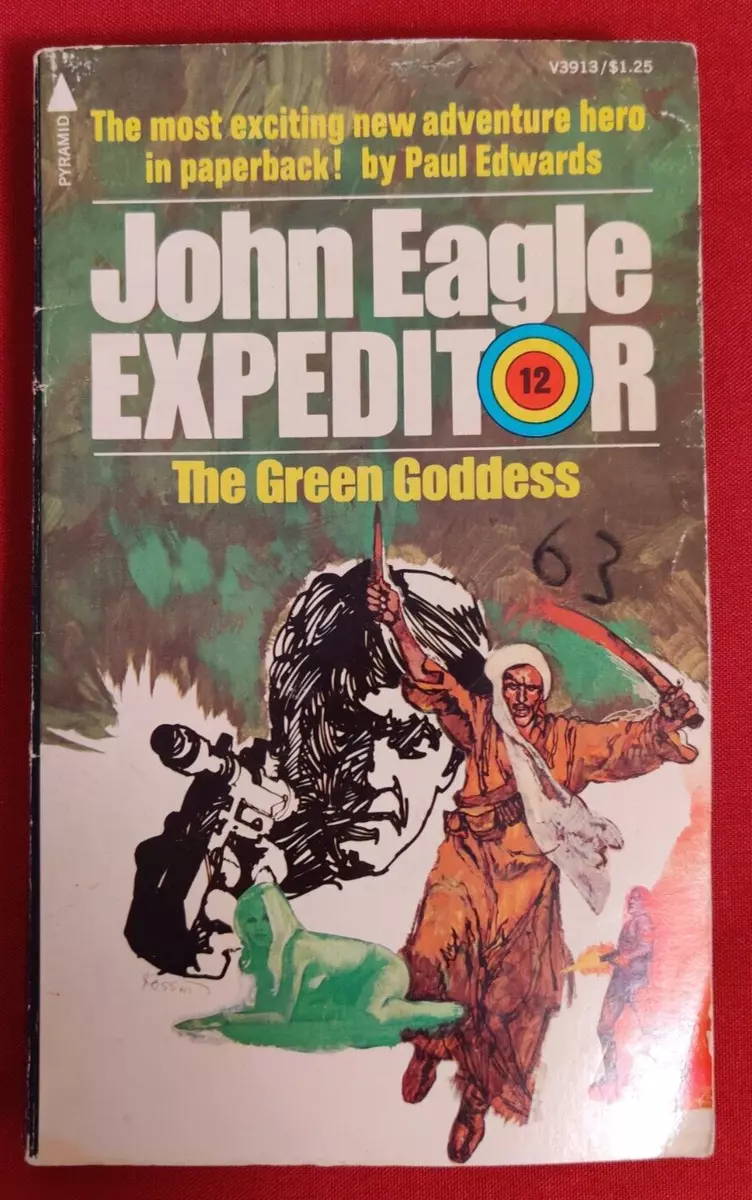 V3913/$1.25
PYRAMID
The most exciting new adventure hero
in paperback! by Paul Edwards
John Eagle
EXPEDITOR
12
The Green Goddess
63